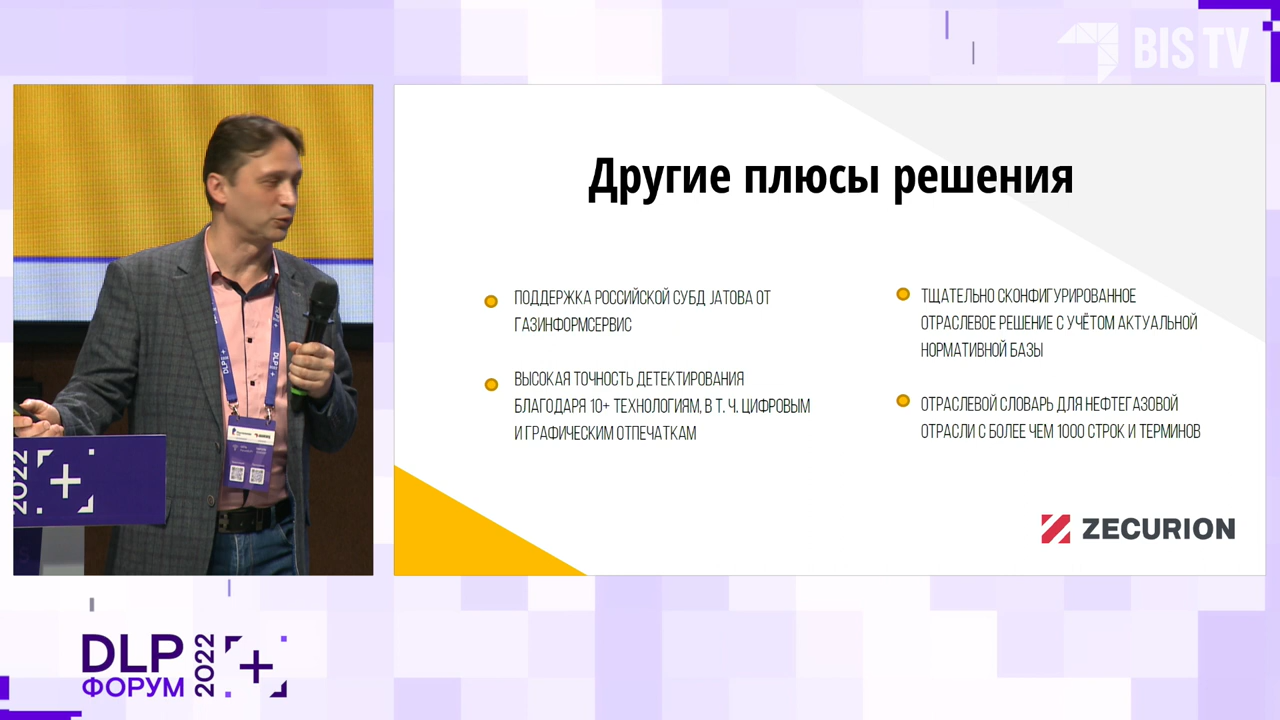 BIS TV
Другие плюсы решения
ПОДДЕРЖКА РОССИЙСКОЙ СУБД JATOBA ОТ
ГАЗИНФОРМСЕРВИС
ВЫСОКАЯ ТОЧНОСТЬ ДЕТЕКТИРОВАНИЯ
БЛАГОДАРЯ 10+ ТЕХНОЛОГИЯМ, В Т. Ч. ЦИФРОВЫМ
И ГРАФИЧЕСКИМ ОТПЕЧАТКАМ
ТЩАТЕЛЬНО СКОНФИГУРИРОВАННОЕ
ОТРАСЛЕВОЕ РЕШЕНИЕ С УЧЁТОМ АКТУАЛЬНОЙ
НОРМАТИВНОЙ БАЗЫ
ОТРАСЛЕВОЙ СЛОВАРЬ ДЛЯ НЕФТЕГАЗОВОЙ
ОТРАСЛИ С БОЛЕЕ ЧЕМ 1000 СТРОК И ТЕРМИНОВ
ZECURION
2022
DLP
DLP
ФОРУМ
2022